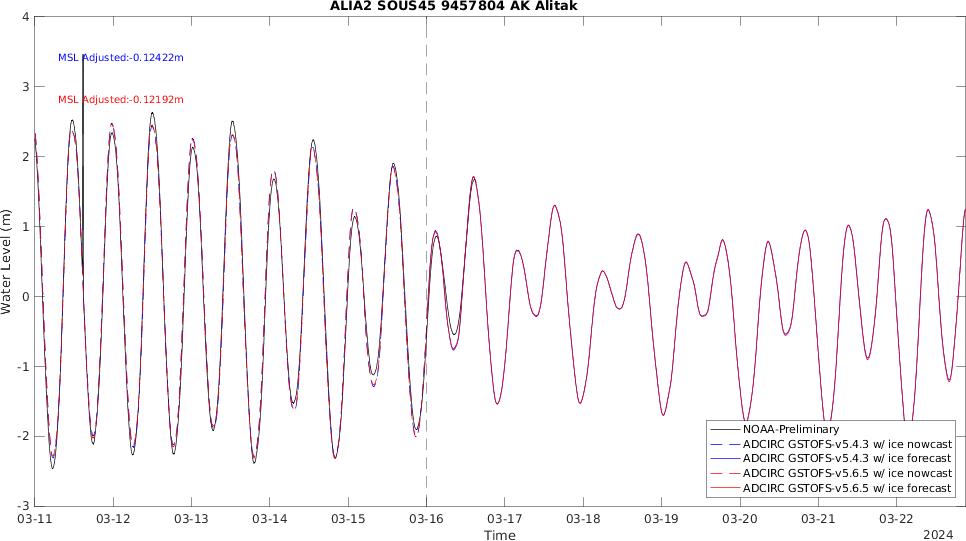 ALIA2 SOUS45 9457804 AK Alitak
4
3
2
1
0
-1
-2
-3
Water Level (m)
MSL Adjusted:-0.12422m
MSL Adjusted:-0.12192m
NOAA-Preliminary
ADCIRC GSTOFS-v5.4.3 w/ ice nowcast
ADCIRC GSTOFS-v5.4.3 w/ ice forecast
ADCIRC GSTOFS-v5.6.5 w/ ice nowcast
ADCIRC GSTOFS-v5.6.5 w/ ice forecast
03-11 03-12 03-13 03-14 03-15 03-16 03-17 03-18 03-19 03-20 03-21 03-22
Time
2024